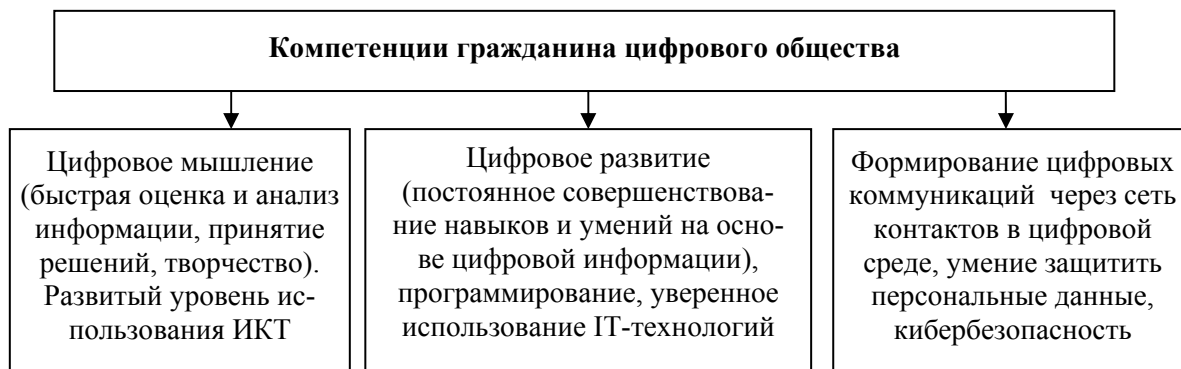 Компетенции гражданина цифрового общества
Цифровое мышление
(быстрая оценка и анализ
информации, принятие
решений, творчество).
Развитый уровень ис-
пользования ИКТ
Цифровое развитие
(постоянное совершенствова-
ние навыков и умений на осно-
ве цифровой информации),
программирование, уверенное
использование IT-технологий
Формирование цифровых
коммуникаций через сеть
контактов в цифровой
среде, умение защитить
персональные данные,
кибербезопасность